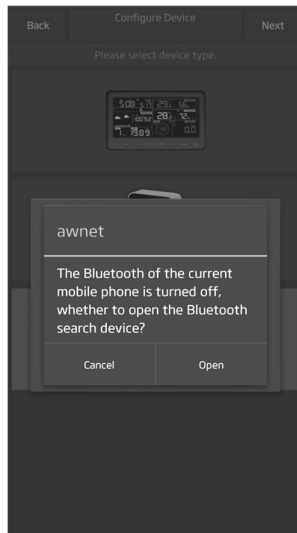 Back
Configure Device
Next
Please select device type.
awnet
The Bluetooth of the current
mobile phone is turned off,
whether to open the Bluetooth
search device?
Cancel
Open